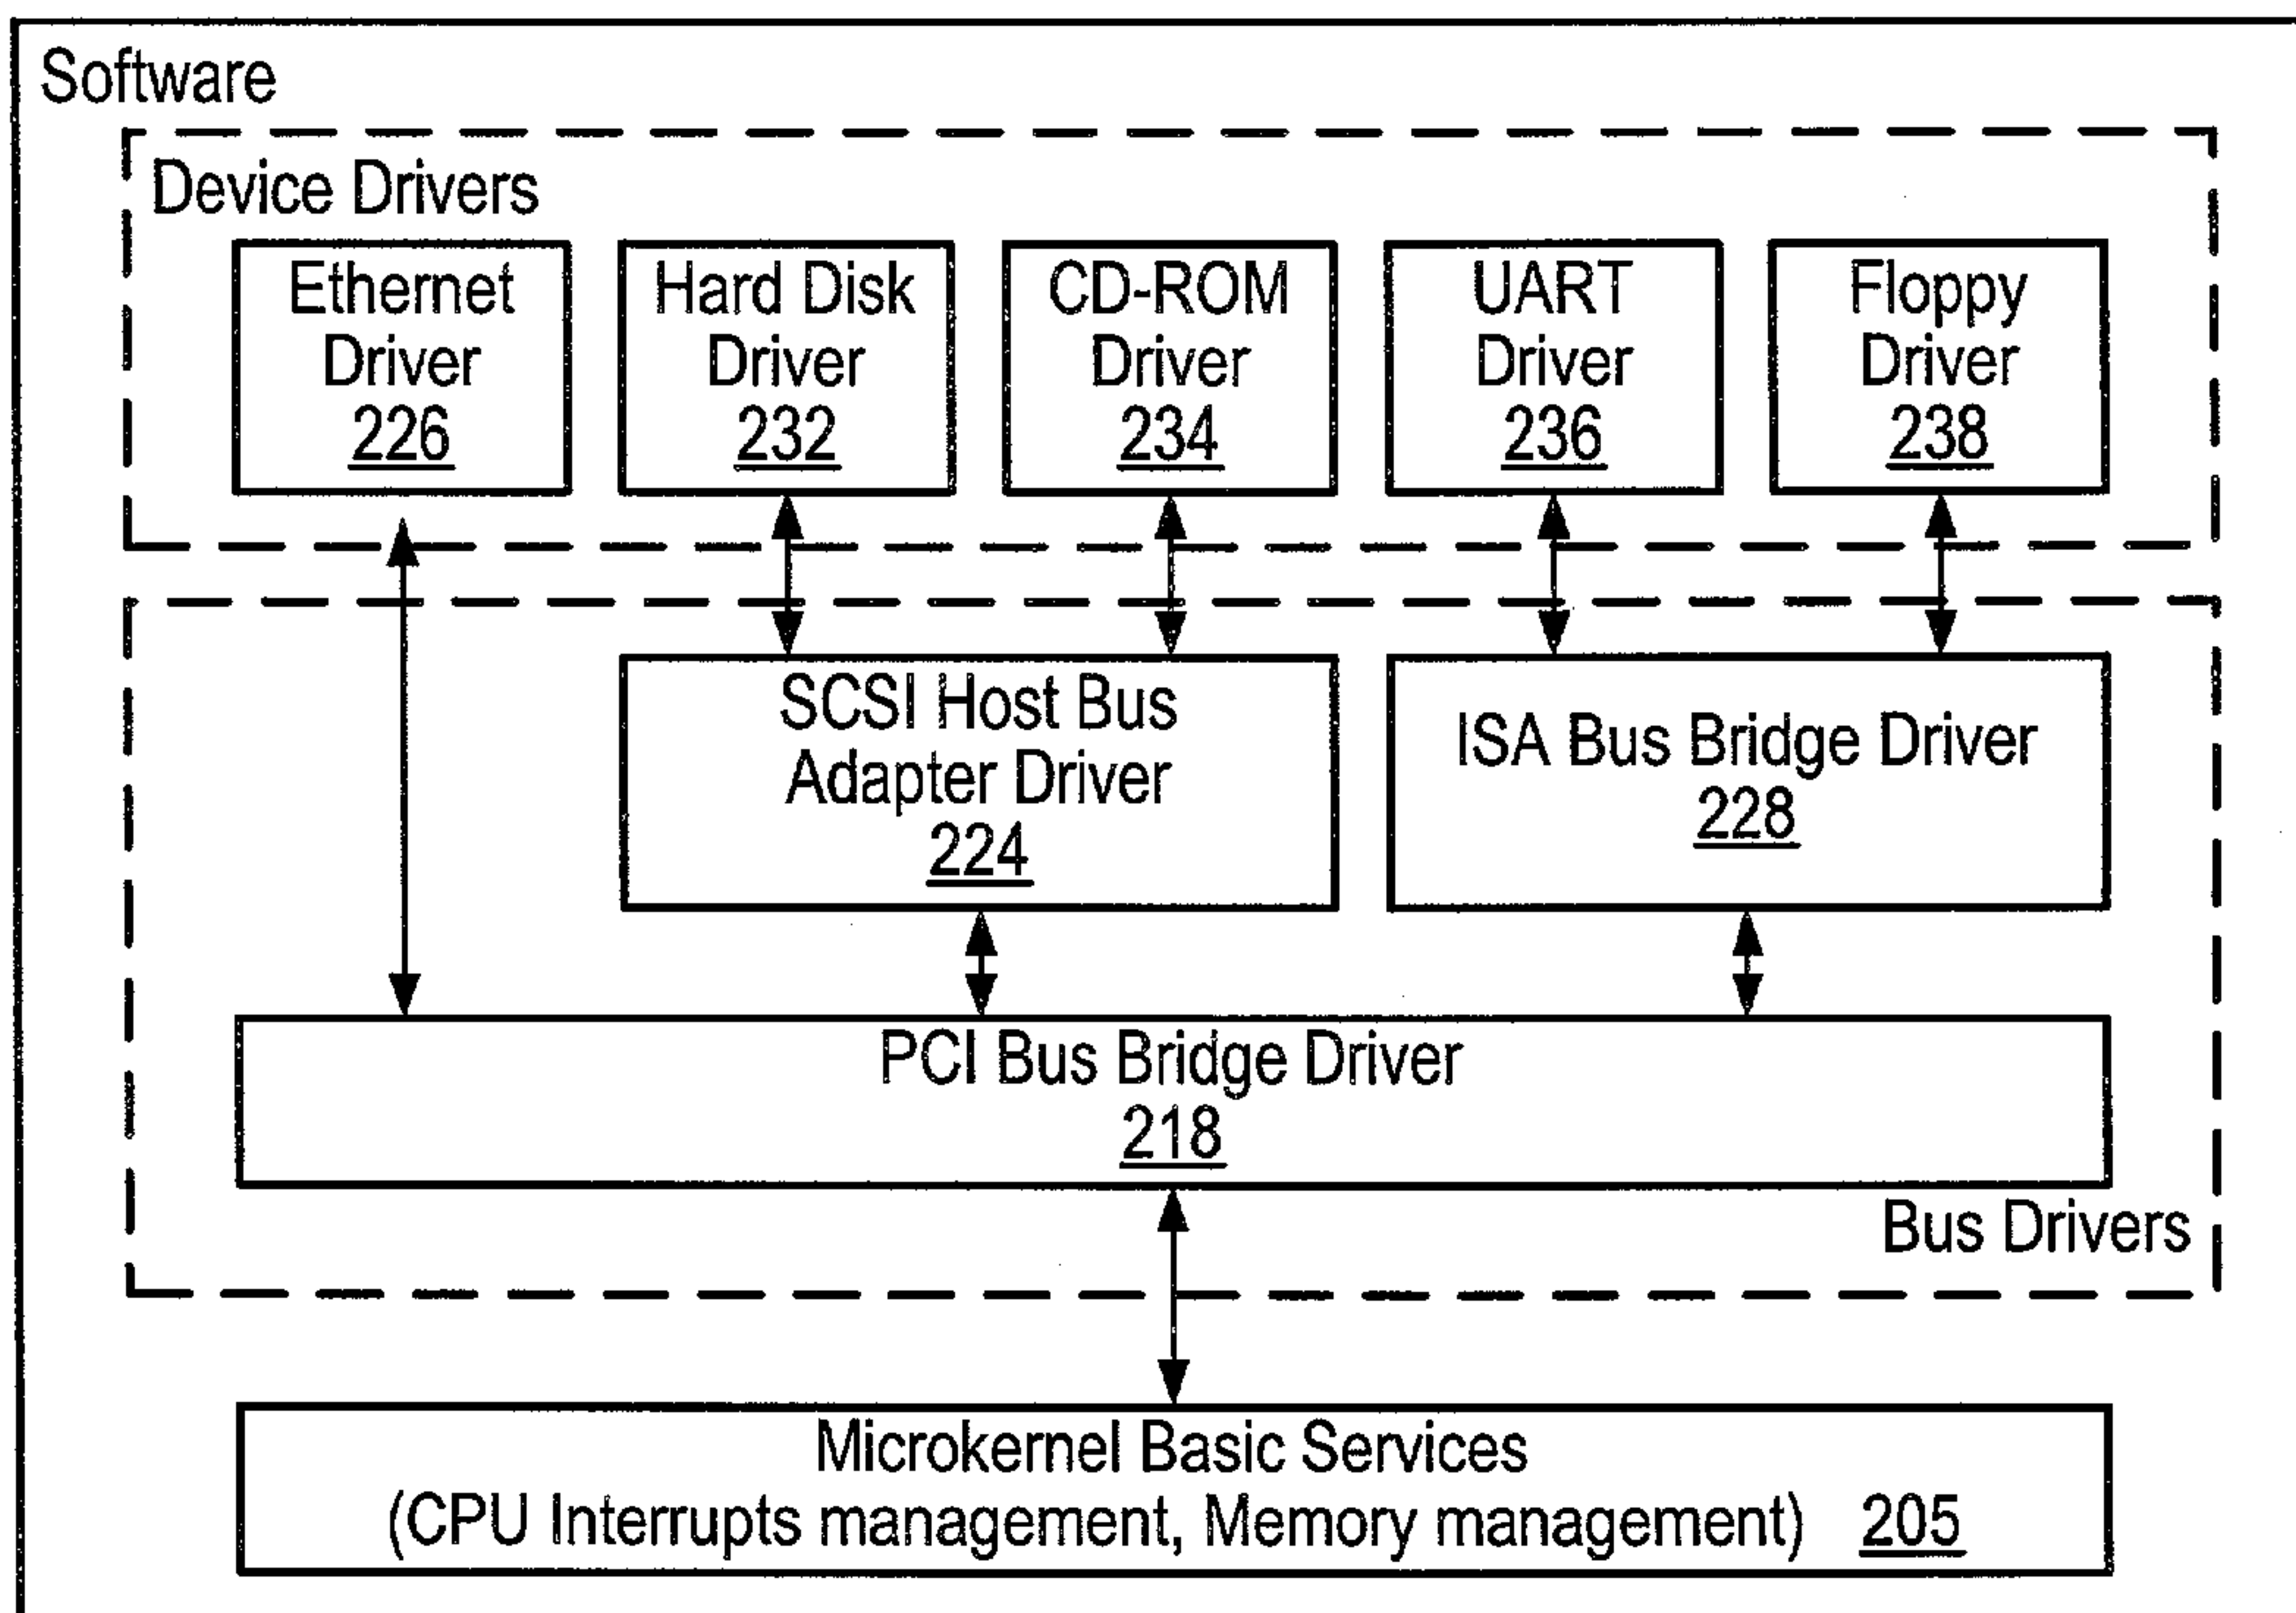 Software
Device Drivers
Ethernet
Driver
226
Hard Disk
Driver
232
CD-ROM
Driver
234
UART
Driver
236
Floppy
Driver
238
SCSI Host Bus
Adapter Driver
224
ISA Bus Bridge Driver
228
PCI Bus Bridge Driver
218
Bus Drivers
Microkernel Basic Services
(CPU Interrupts management, Memory management) 205